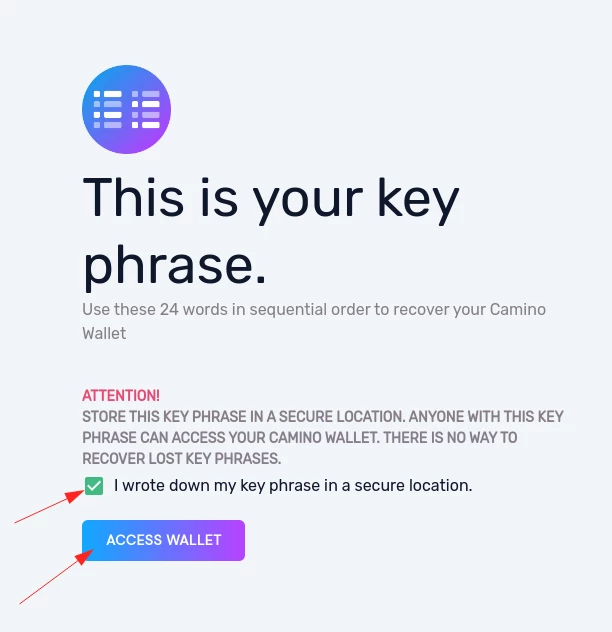 This is your key
phrase.
Use these 24 words in sequential order to recover your Camino
Wallet
ATTENTION!
STORE THIS KEY PHRASE IN A SECURE LOCATION. ANYONE WITH THIS KEY
PHRASE CAN ACCESS YOUR CAMINO WALLET. THERE IS NO WAY TO
RECOVER LOST KEY PHRASES.
I wrote down my key phrase in a secure location.
ACCESS WALLET